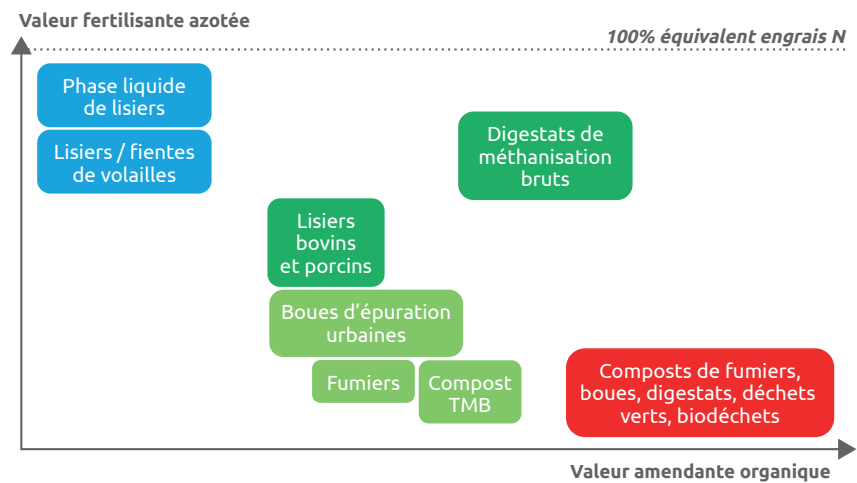 Valeur fertilisante azotée
100% équivalent engrais N
Phase liquide
de lisiers
Lisiers / fientes
de volailles
Digestats de
méthanisation
bruts
Lisiers
bovins
et porcins
Boues d'épuration
urbaines
Fumiers
Compost
TMB
Composts de fumiers,
boues, digestats, déchets
verts, biodéchets
Valeur amendante organique